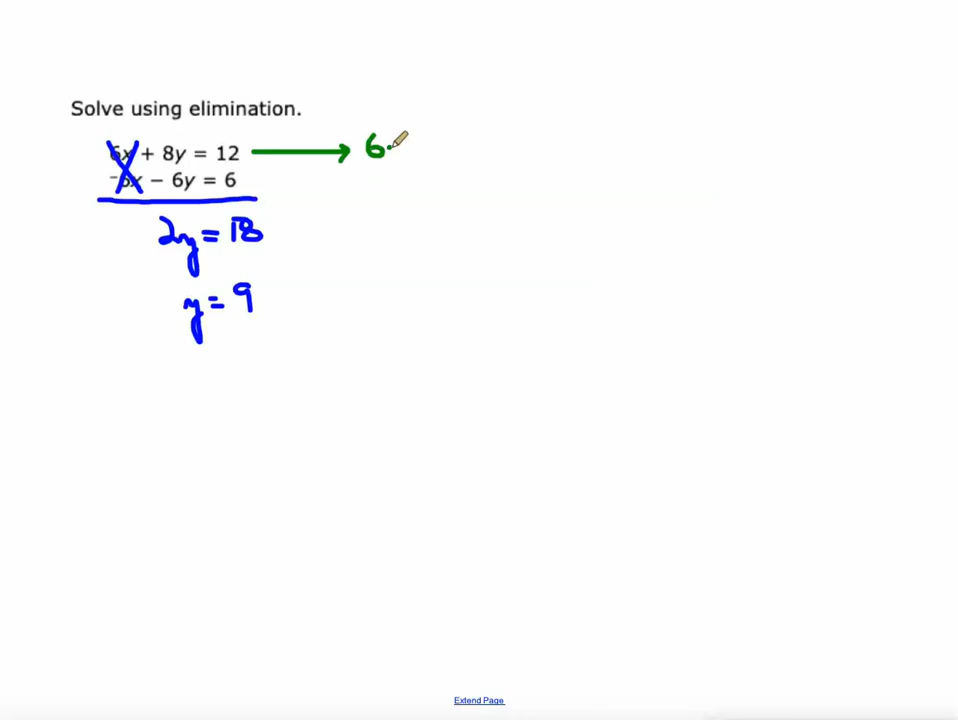 Solve using elimination.
6x + 8y = 12 → 6
-6x − 6y = 6
2y = 18
y = 9
Extend Page